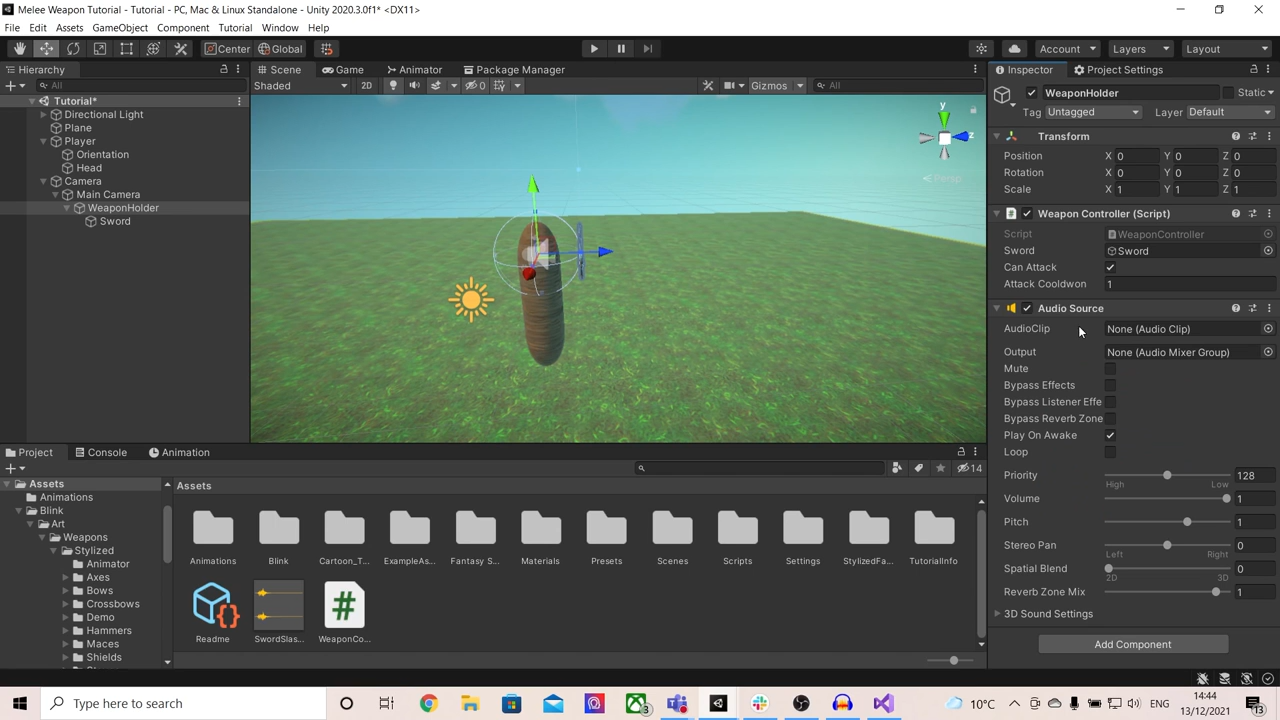 Melee Weapon Tutorial - Tutorial - PC, Mac & Linux Standalone - Unity 2020.3.0f1* <DX11>
File Edit Assets GameObject Component Tutorial Window Help
Center Global Account Layers Layout
Hierarchy
All
Tutorial*
Directional Light
Plane
Player
Orientation
Head
Camera
Main Camera
WeaponHolder
Sword
Scene Game Animator Package Manager
Shaded 2D 0 Gizmos All
y
z
Persp
Inspector Project Settings
WeaponHolder Static
Tag Untagged Layer Default
Transform
Position X 0 Y 0 Z 0
Rotation X 0 Y 0 Z 0
Scale X 1 Y 1 Z 1
# Weapon Controller (Script)
Script WeaponController
Sword Sword
Can Attack
Attack Cooldwon 1
Audio Source
AudioClip None (Audio Clip)
Output None (Audio Mixer Group)
Mute
Bypass Effects
Bypass Listener Effe
Bypass Reverb Zone
Play On Awake
Loop
Priority 128
High Low
Volume 1
Pitch 1
Stereo Pan 0
Left Right
Spatial Blend 0
2D 3D
Reverb Zone Mix 1
3D Sound Settings
Add Component
Project Console Animation
14
Assets
Animations
Blink
Art
Weapons
Stylized
Animator
Axes
Bows
Crossbows
Demo
Hammers
Maces
Shields
Assets
Animations Blink Cartoon_T... ExampleAs... Fantasy S... Materials Presets Scenes Scripts Settings StylizedFa... TutorialInfo
Readme SwordSlas... WeaponCo...
Type here to search
3
10°C
ENG
14:44
13/12/2021
13